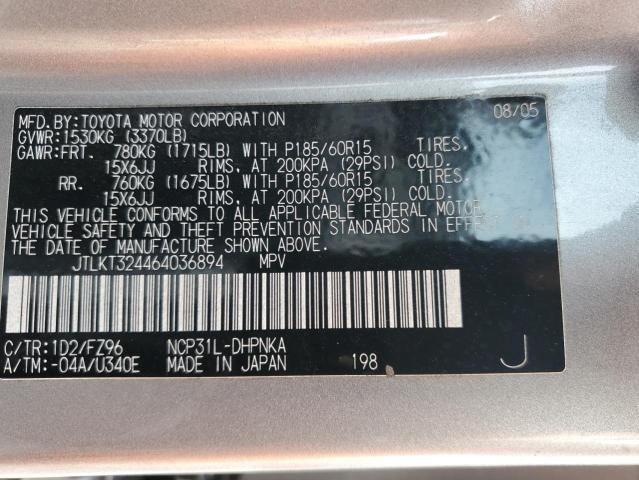 MFD.BY:TOYOTA MOTOR CORPORATION 08/05
GVWR:1530KG (3370LB)
GAWR:FRT. 780KG (1715LB) WITH P185/60R15 TIRES.
15X6JJ RIMS. AT 200KPA (29PSI) COLD.
RR. 760KG (1675LB) WITH P185/60R15 TIRES.
15X6JJ RIMS. AT 200KPA (29PSI) COLD.
THIS VEHICLE CONFORMS TO ALL APPLICABLE FEDERAL MOTOR
VEHICLE SAFETY AND THEFT PREVENTION STANDARDS IN EFFECT ON
THE DATE OF MANUFACTURE SHOWN ABOVE.
JTLKT324464036894 MPV
C/TR:1D2/FZ96 NCP31L-DHPNKA
A/TM:-04A/U340E MADE IN JAPAN 198 J